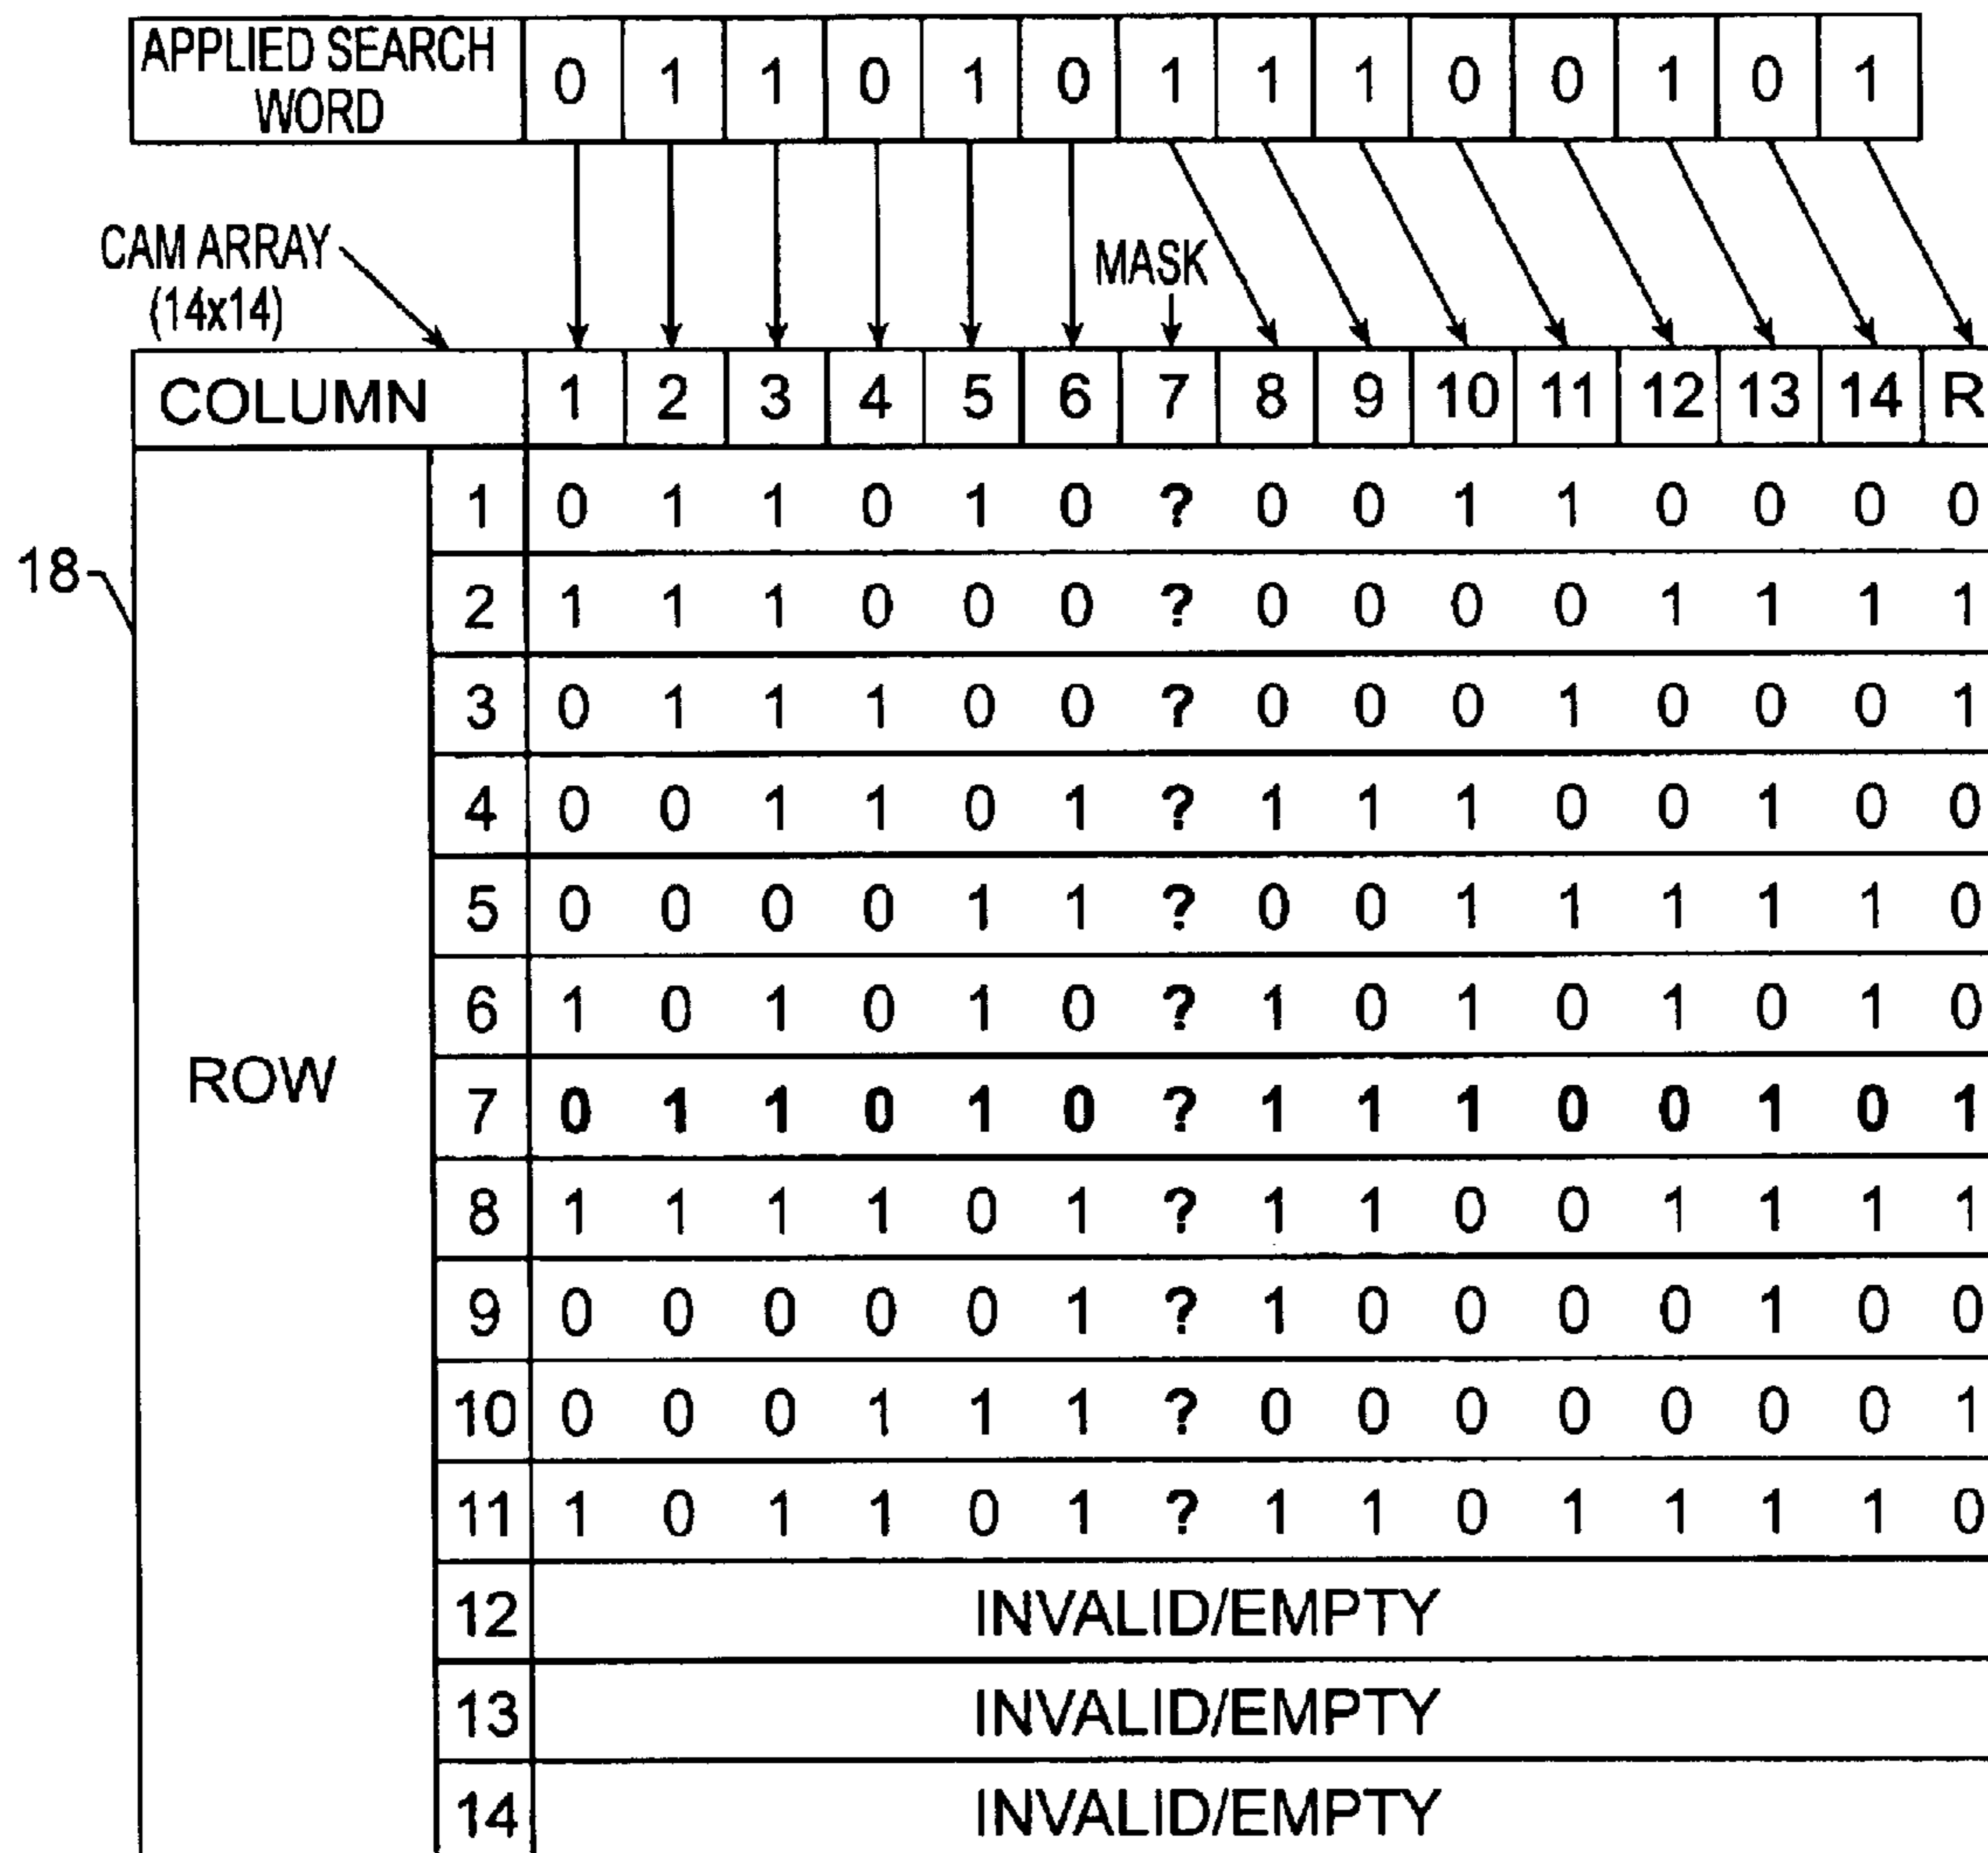 APPLIED SEARCH WORD 0 1 1 0 1 0 1 1 1 0 0 1 0 1
CAM ARRAY
(14x14)
MASK
COLUMN 1 2 3 4 5 6 7 8 9 10 11 12 13 14 R
18
ROW
1 0 1 1 0 1 0 ? 0 0 1 1 0 0 0 0
2 1 1 1 0 0 0 ? 0 0 0 0 1 1 1 1
3 0 1 1 1 0 0 ? 0 0 0 1 0 0 0 1
4 0 0 1 1 0 1 ? 1 1 1 0 0 1 0 0
5 0 0 0 0 1 1 ? 0 0 1 1 1 1 1 0
6 1 0 1 0 1 0 ? 1 0 1 0 1 0 1 0
7 0 1 1 0 1 0 ? 1 1 1 0 0 1 0 1
8 1 1 1 1 0 1 ? 1 1 0 0 1 1 1 1
9 0 0 0 0 0 1 ? 1 0 0 0 0 1 0 0
10 0 0 0 1 1 1 ? 0 0 0 0 0 0 0 1
11 1 0 1 1 0 1 ? 1 1 0 1 1 1 1 0
12 INVALID/EMPTY
13 INVALID/EMPTY
14 INVALID/EMPTY